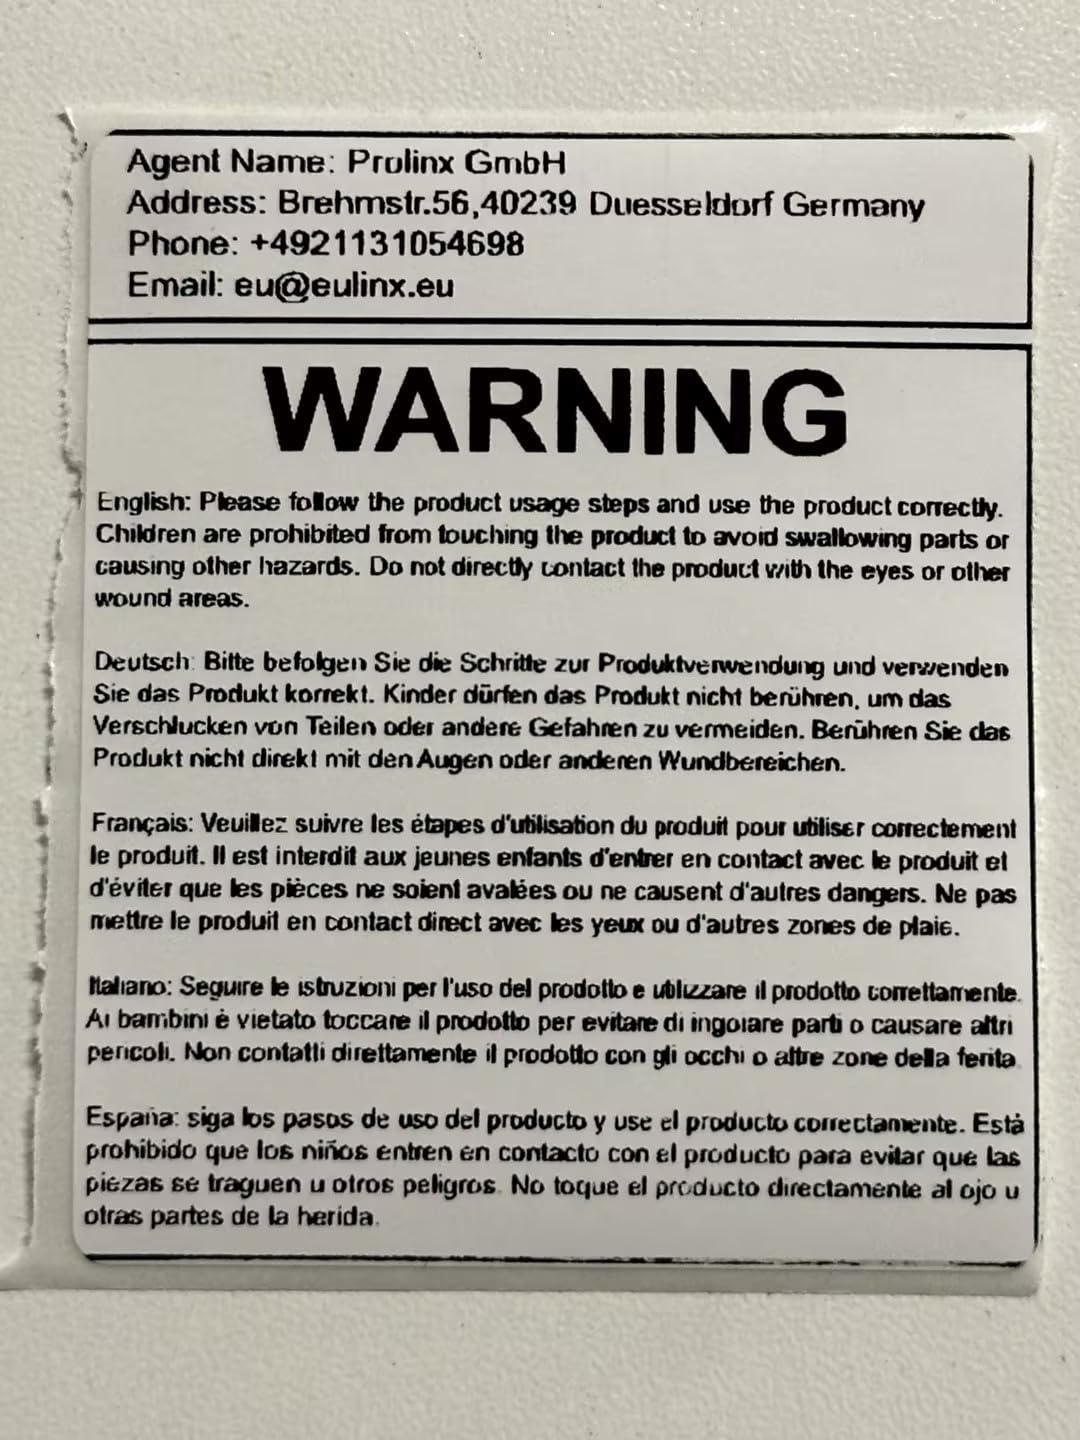 Agent Name: Prolinx GmbH
Address: Brehmstr.56,40239 Duesseldorf Germany
Phone: +4921131054698
Email: eu@eulinx.eu
WARNING
English: Please follow the product usage steps and use the product correctly.
Children are prohibited from touching the product to avoid swallowing parts or
causing other hazards. Do not directly contact the product with the eyes or other
wound areas.
Deutsch: Bitte befolgen Sie die Schritte zur Produktverwendung und verwenden
Sie das Produkt korrekt. Kinder dürfen das Produkt nicht berühren, um das
Verschlucken von Teilen oder andere Gefahren zu vermeiden. Berühren Sie das
Produkt nicht direkt mit den Augen oder anderen Wundbereichen.
Français: Veuillez suivre les étapes d'utilisation du produit pour utiliser correctement
le produit. Il est interdit aux jeunes enfants d'entrer en contact avec le produit et
d'éviter que les pièces ne soient avalées ou ne causent d'autres dangers. Ne pas
mettre le produit en contact direct avec les yeux ou d'autres zones de plaie.
Italiano: Seguire le istruzioni per l'uso del prodotto e utilizzare il prodotto correttamente.
Ai bambini è vietato toccare il prodotto per evitare di ingoiare parti o causare altri
pericoli. Non contatti direttamente il prodotto con gli occhi o altre zone della ferita.
España: siga los pasos de uso del producto y use el producto correctamente. Está
prohibido que los niños entren en contacto con el producto para evitar que las
piezas se traguen u otros peligros. No toque el producto directamente al ojo u
otras partes de la herida.